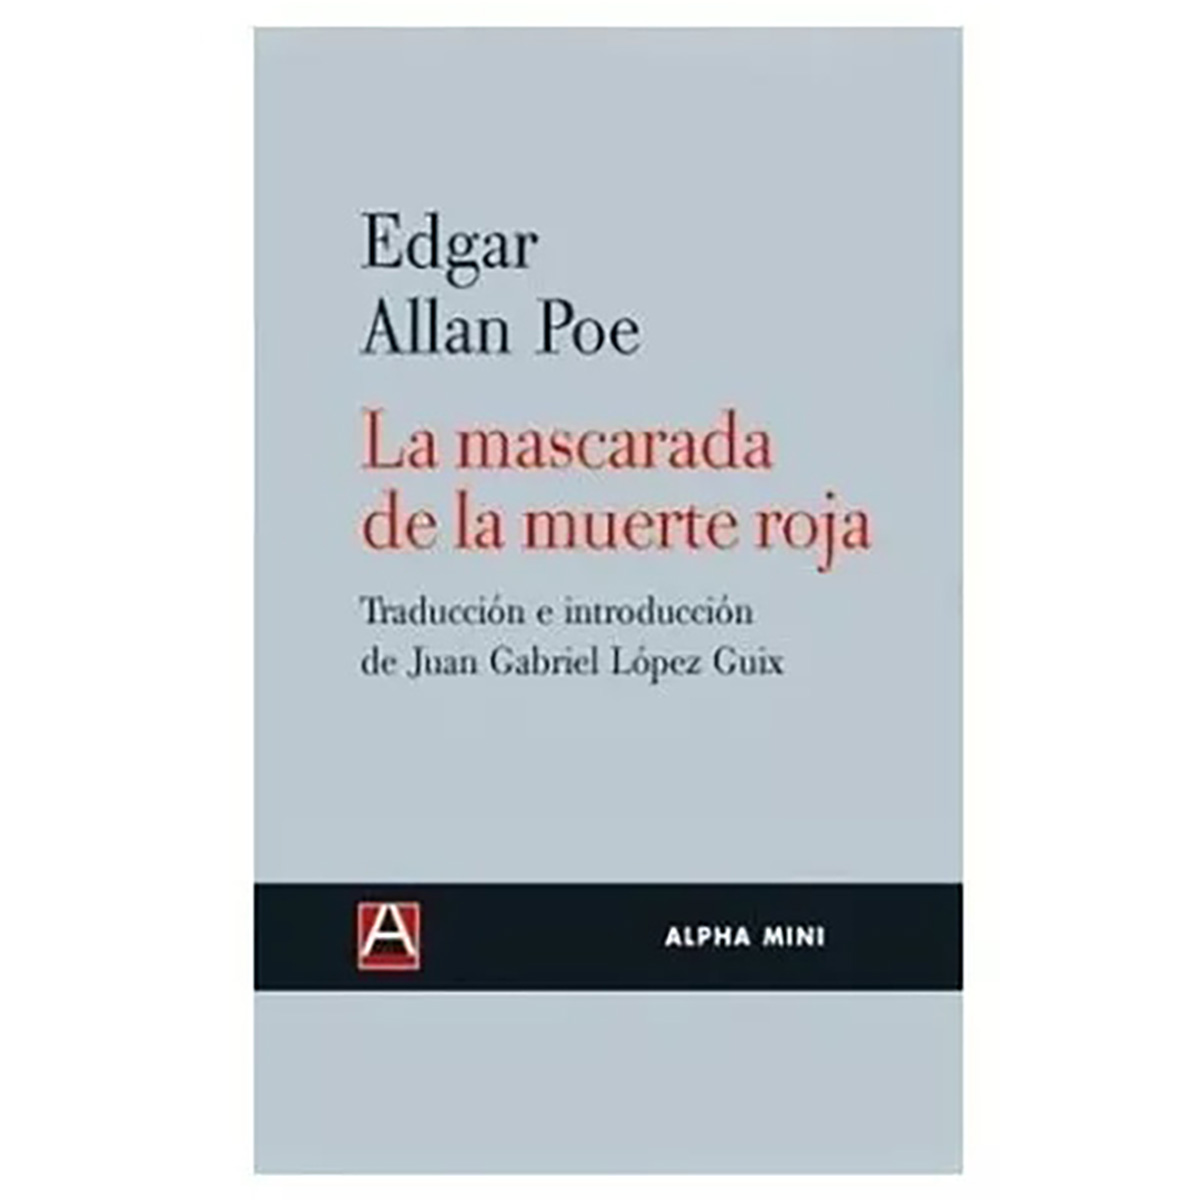 Edgar
Allan Poe
La mascarada
de la muerte roja
Traducción e introducción
de Juan Gabriel López Guix
A
ALPHA MINI